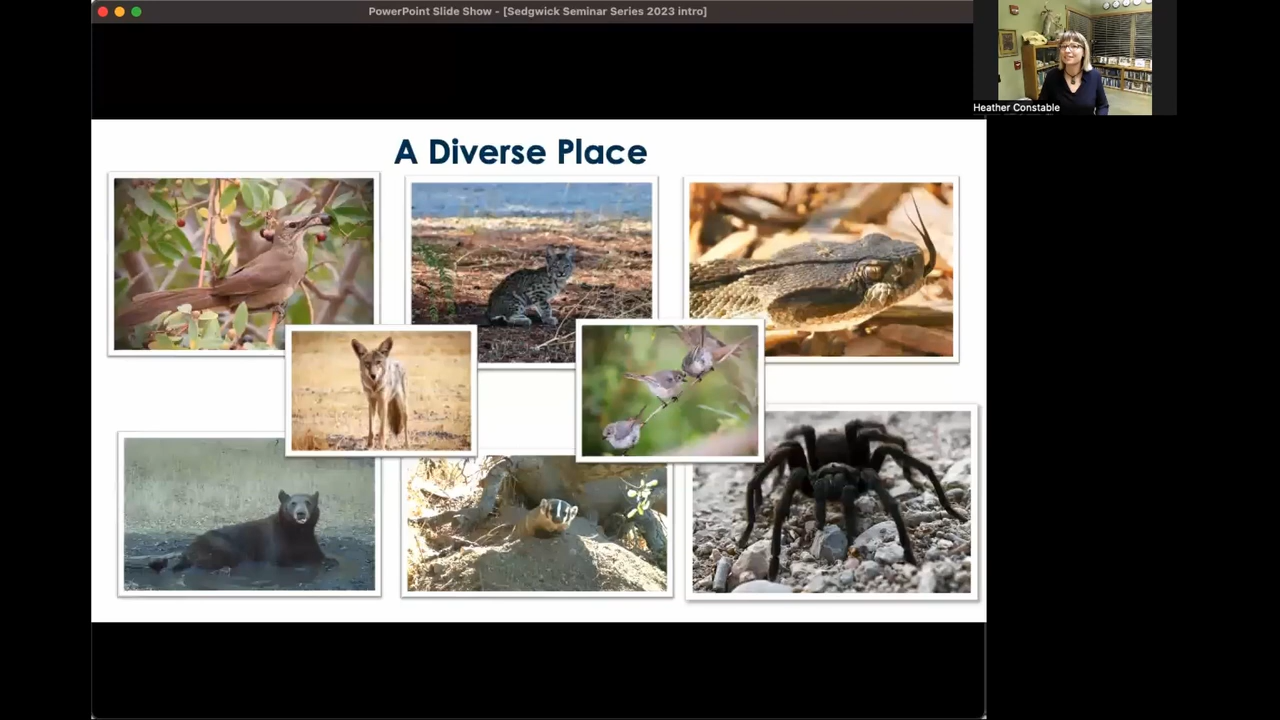 PowerPoint Slide Show - [Sedgwick Seminar Series 2023 intro]
Heather Constable
A Diverse Place